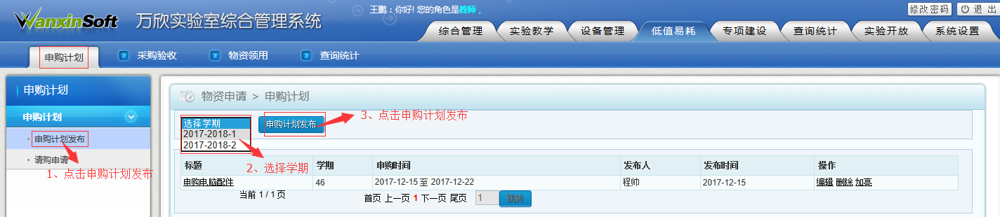 WanxinSoft 万欣实验室综合管理系统
王鹏：你好! 您的角色是教师 ,
修改密码 退 出
综合管理 实验教学 设备管理 低值易耗 专项建设 查询统计 实验开放 系统设置
申购计划 采购验收 物资领用 查询统计
申购计划
申购计划
申购计划发布
请购申请
1、点击申购计划发布
物资申请 > 申购计划
选择学期
2017-2018-1
2017-2018-2
申购计划发布
3、点击申购计划发布
2、选择学期
标题 学期 申购时间 发布人 发布时间 操作
申购电脑配件 46 2017-12-15 至 2017-12-22 程帅 2017-12-15 编辑 删除 加亮
当前 1 / 1 页 首页 上一页 1 下一页 尾页 1 跳转